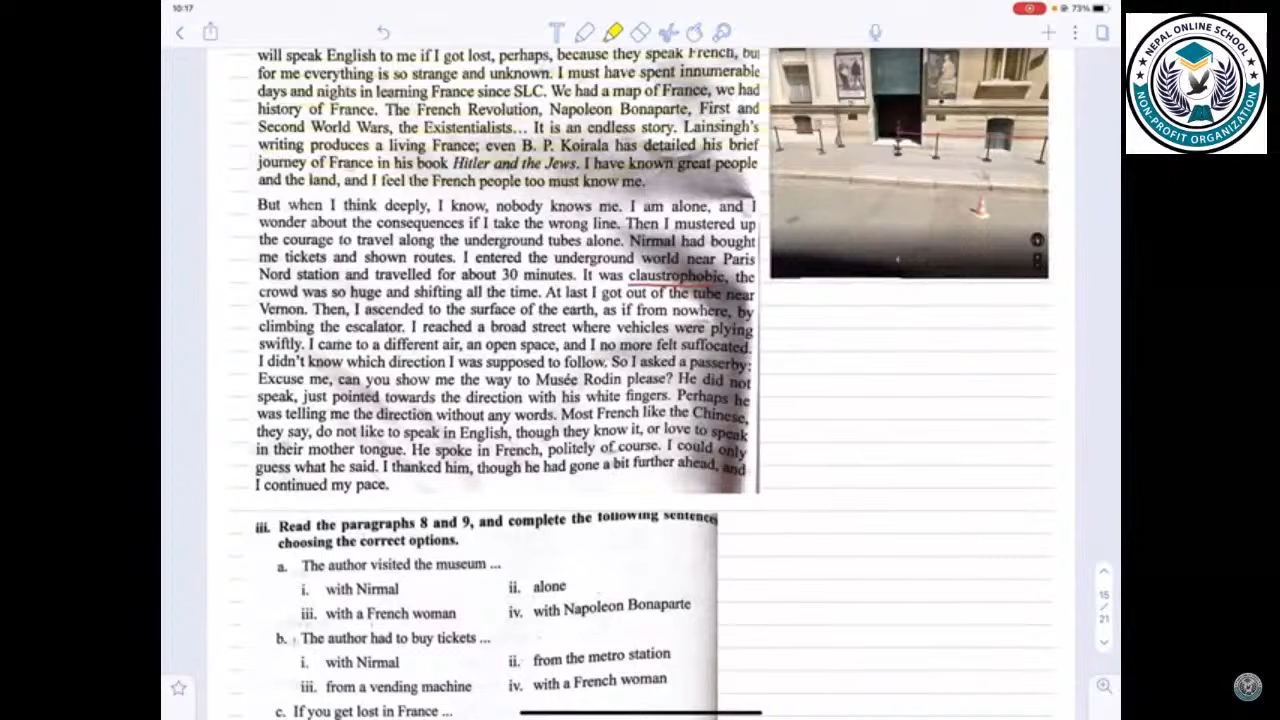 10:17
73%
will speak English to me if I got lost, perhaps, because they speak French, but
for me everything is so strange and unknown. I must have spent innumerable
days and nights in learning France since SLC. We had a map of France, we had
history of France. The French Revolution, Napoleon Bonaparte, First and
Second World Wars, the Existentialists... It is an endless story. Lainsingh's
writing produces a living France; even B. P. Koirala has detailed his brief
journey of France in his book Hitler and the Jews. I have known great people
and the land, and I feel the French people too must know me.
But when I think deeply, I know, nobody knows me. I am alone, and I
wonder about the consequences if I take the wrong line. Then I mustered up
the courage to travel along the underground tubes alone. Nirmal had bought
me tickets and shown routes. I entered the underground world near Paris
Nord station and travelled for about 30 minutes. It was claustrophobic, the
crowd was so huge and shifting all the time. At last I got out of the tube near
Vernon. Then, I ascended to the surface of the earth, as if from nowhere, by
climbing the escalator. I reached a broad street where vehicles were plying
swiftly. I came to a different air, an open space, and I no more felt suffocated.
I didn't know which direction I was supposed to follow. So I asked a passerby:
Excuse me, can you show me the way to Musée Rodin please? He did not
speak, just pointed towards the direction with his white fingers. Perhaps he
was telling me the direction without any words. Most French like the Chinese,
they say, do not like to speak in English, though they know it, or love to speak
in their mother tongue. He spoke in French, politely of course. I could only
guess what he said. I thanked him, though he had gone a bit further ahead, and
I continued my pace.
iii. Read the paragraphs 8 and 9, and complete the following sentences
choosing the correct options.
a. The author visited the museum ...
i. with Nirmal ii. alone
iii. with a French woman iv. with Napoleon Bonaparte
b. The author had to buy tickets ...
i. with Nirmal ii. from the metro station
iii. from a vending machine iv. with a French woman
c. If you get lost in France ...
15
/
21
NEPAL ONLINE SCHOOL
NON-PROFIT ORGANIZATION